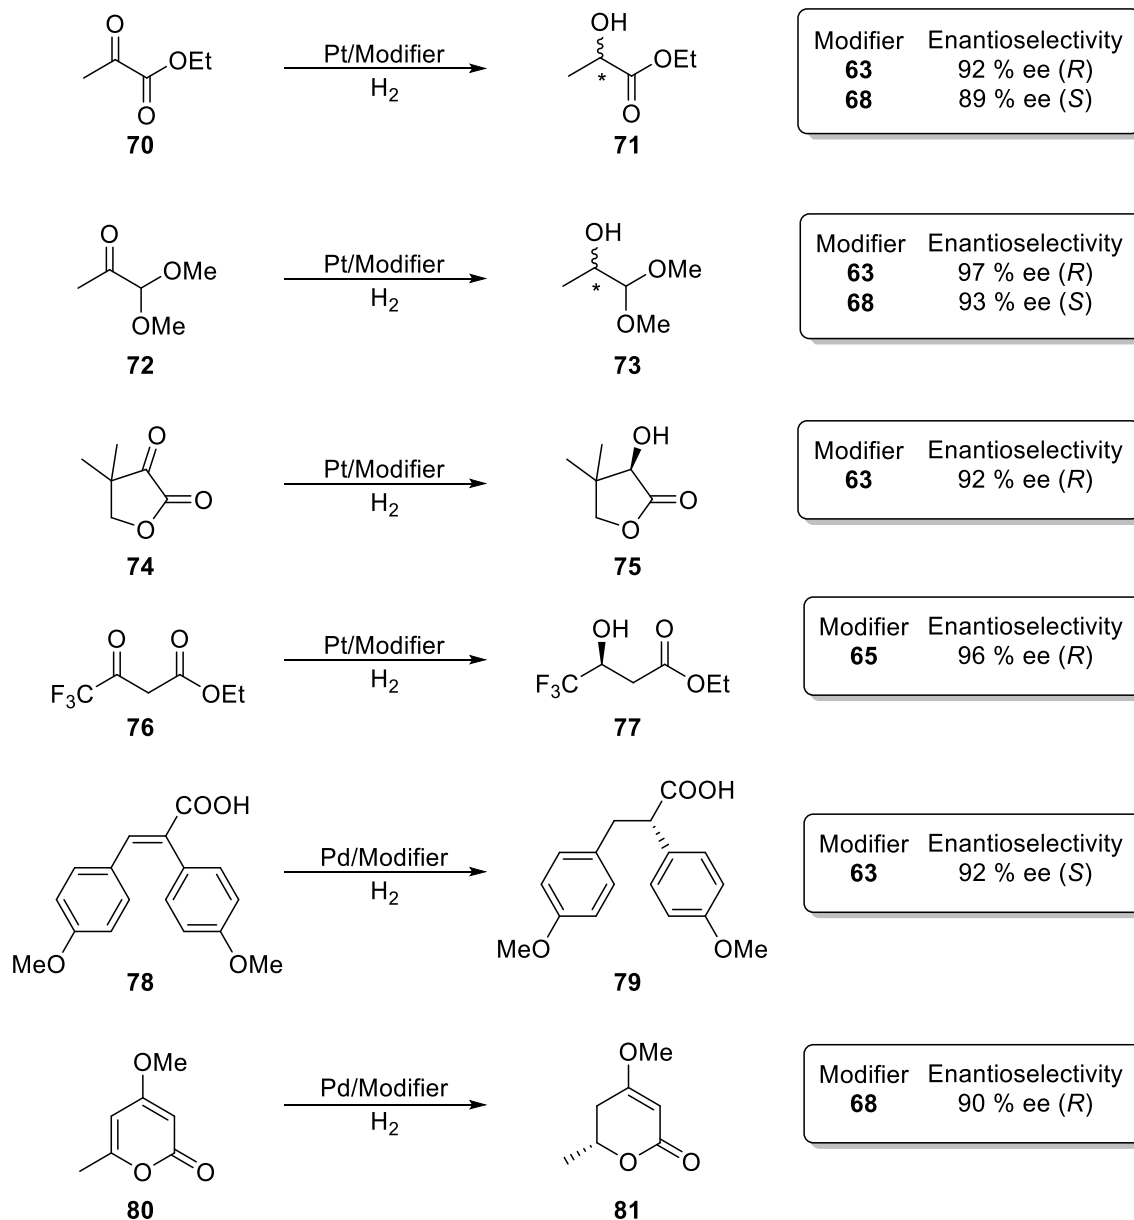 O
OEt
O
70
Pt/Modifier
H2
OH
*
OEt
O
71
Modifier Enantioselectivity
63 92 % ee (R)
68 89 % ee (S)
O
OMe
OMe
72
Pt/Modifier
H2
OH
*
OMe
OMe
73
Modifier Enantioselectivity
63 97 % ee (R)
68 93 % ee (S)
O
O
O
74
Pt/Modifier
H2
OH
O
O
75
Modifier Enantioselectivity
63 92 % ee (R)
O O
F3C OEt
76
Pt/Modifier
H2
OH O
F3C OEt
77
Modifier Enantioselectivity
65 96 % ee (R)
COOH
MeO OMe
78
Pd/Modifier
H2
COOH
MeO OMe
79
Modifier Enantioselectivity
63 92 % ee (S)
OMe
O O
80
Pd/Modifier
H2
OMe
O O
81
Modifier Enantioselectivity
68 90 % ee (R)